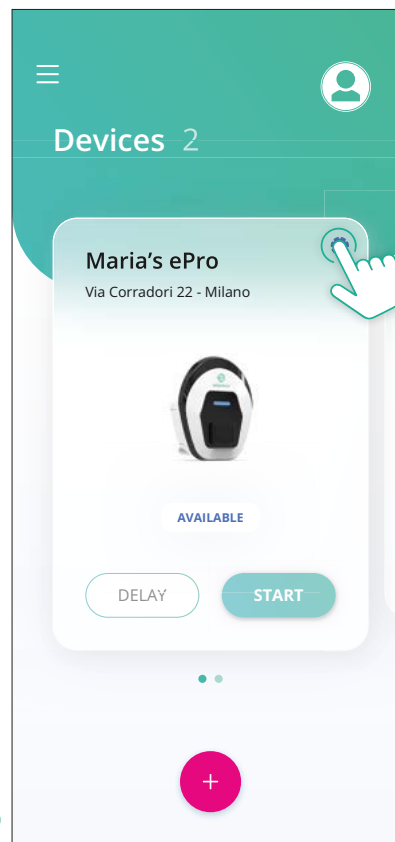 Devices 2
Maria’s ePro
Via Corradori 22 - Milano
AVAILABLE
DELAY
START
+